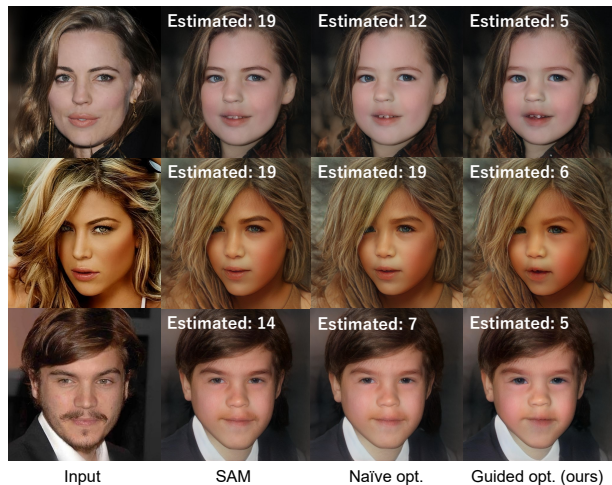 Estimated: 19 Estimated: 12 Estimated: 5
Estimated: 19 Estimated: 19 Estimated: 6
Estimated: 14 Estimated: 7 Estimated: 5
Input SAM Naïve opt. Guided opt. (ours)